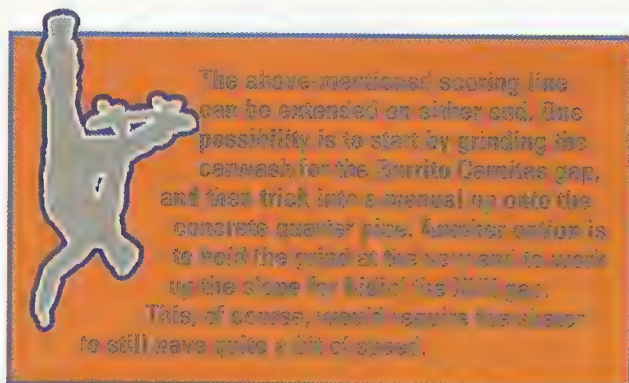 The above-mentioned scoring line
can be extended on either end. One
possibility is to start by grinding the
carwash for the Burrito Carnitas gap,
and then trick into a manual up onto the
concrete quarter pipe. Another option is
to hold the grind at the very end to
up the slope for the gap.
This, of course, would require the skater
to still have quite a bit of speed.